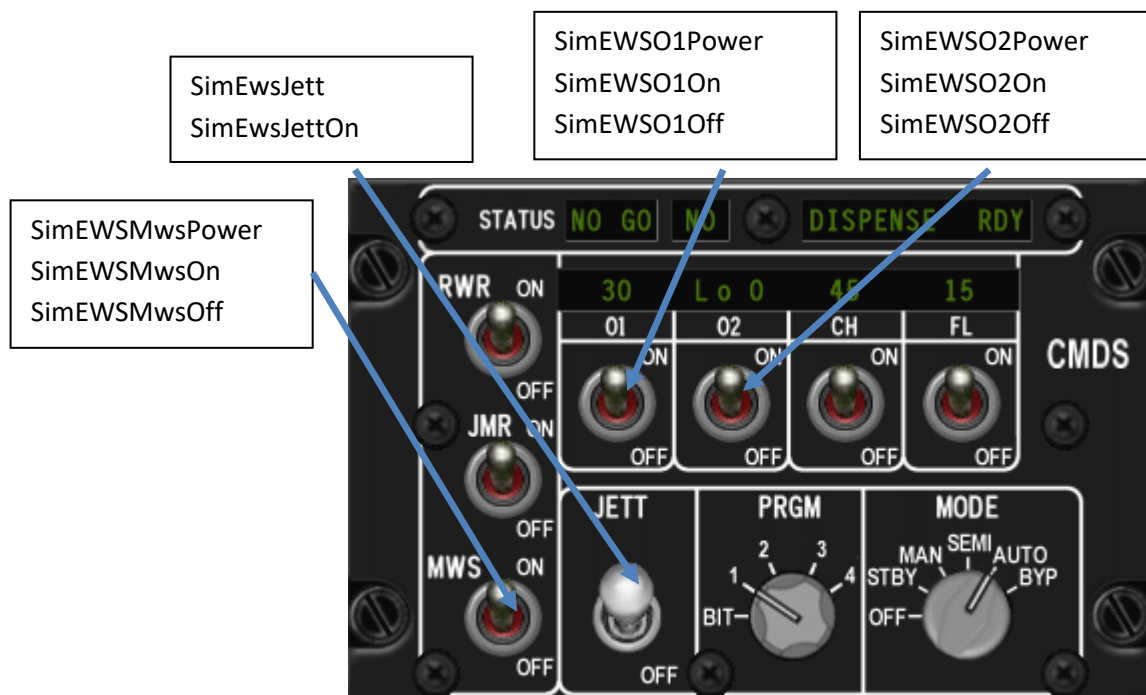 SimEWSO1Power
SimEWSO1On
SimEWSO1Off
SimEWSO2Power
SimEWSO2On
SimEWSO2Off
SimEwsJett
SimEwsJettOn
SimEWSMwsPower
SimEWSMwsOn
SimEWSMwsOff
STATUS NO GO NO DISPENSE RDY
RWR ON
OFF
30 Lo 0 45 15
O1 O2 CH FL
ON ON ON ON
OFF OFF OFF OFF
CMDS
JMR ON
OFF
MWS ON
OFF
JETT
OFF
PRGM
BIT 1 2 3 4
MODE
OFF STBY MAN SEMI AUTO BYP